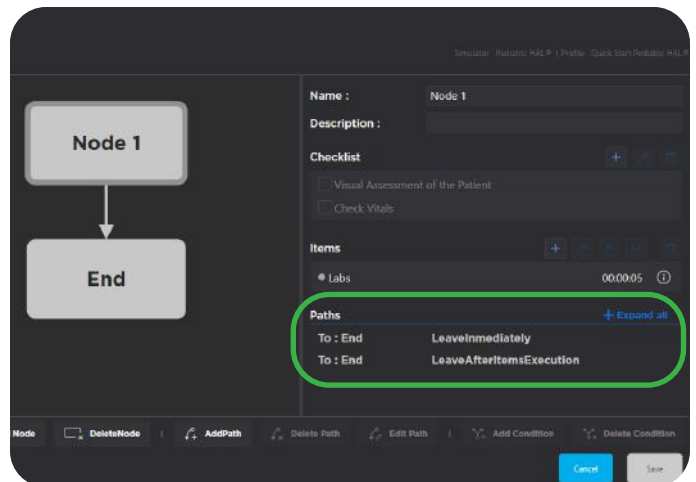 Simulator: Pediatric HAL® | Profile: Quick Start Pediatric HAL®
Name :
Node 1
Description :
Node 1
Checklist
Visual Assessment of the Patient
Check Vitals
End
Items
Labs
00:00:05
Paths
Expand all
To : End
LeaveInmediately
To : End
LeaveAfterItemsExecution
Node
DeleteNode
AddPath
Delete Path
Edit Path
Add Condition
Delete Condition
Cancel
Save